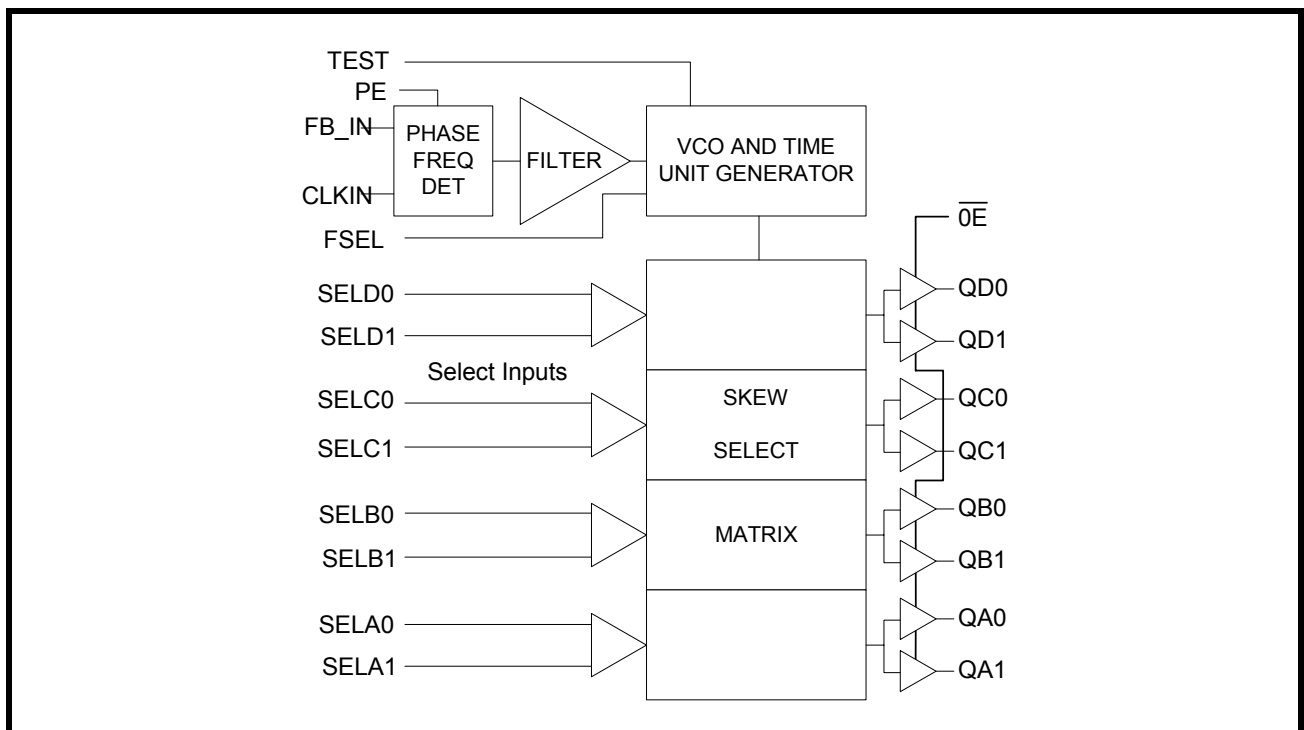 TEST
PE
FB_IN
CLKIN
FSEL
PHASE
FREQ
DET
FILTER
VCO AND TIME
UNIT GENERATOR
0E
SELD0
SELD1
Select Inputs
SELC0
SELC1
SELB0
SELB1
SELA0
SELA1
SKEW
SELECT
MATRIX
QD0
QD1
QC0
QC1
QB0
QB1
QA0
QA1